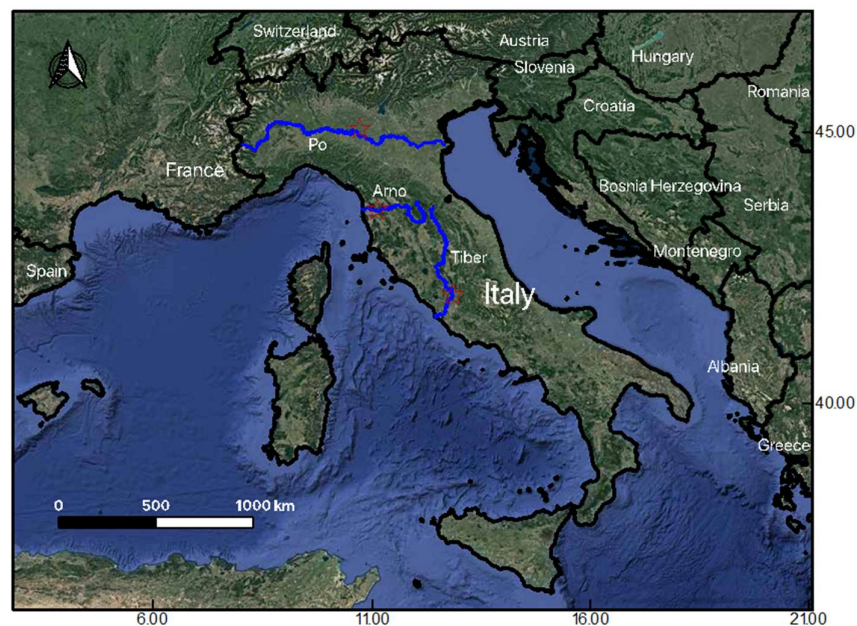 Switzerland
Austria
Hungary
Slovenia
Romania
Croatia
45.00
Po
France
Arno
Bosnia Herzegovina
Serbia
Montenegro
Tiber
Spain
Italy
Albania
40.00
Greece
0 500 1000 km
6.00 11.00 16.00 21.00